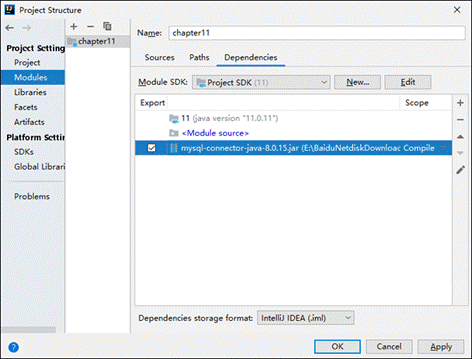 Project Structure
Name: chapter11
Project Setting
Project
Modules
Libraries
Facets
Artifacts
Platform Settin
SDKs
Global Librari
Problems
chapter11
Sources Paths Dependencies
Module SDK: Project SDK (11) New... Edit
Export Scope
11 (java version "11.0.11")
<Module source>
mysql-connector-java-8.0.15.jar (E:\BaiduNetdiskDownloac Compile
Dependencies storage format: IntelliJ IDEA (.iml)
? OK Cancel Apply